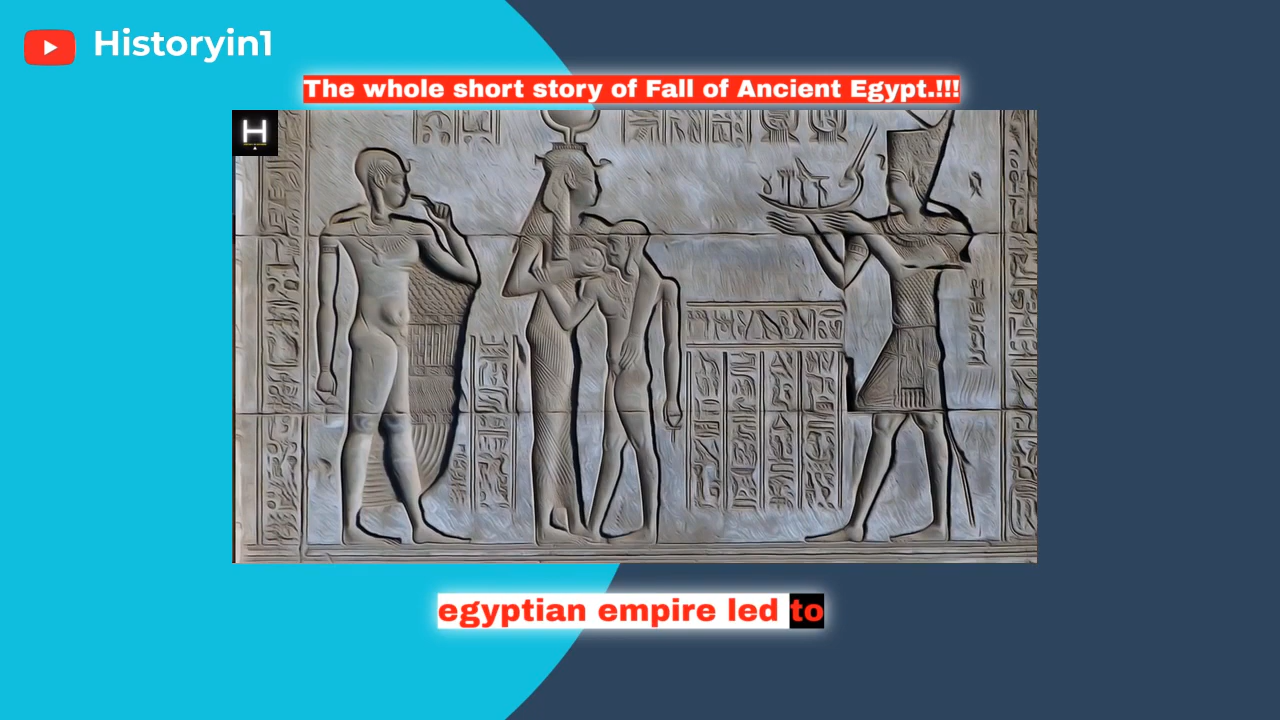 Historyin1
The whole short story of Fall of Ancient Egypt.!!!
H
egyptian empire led to